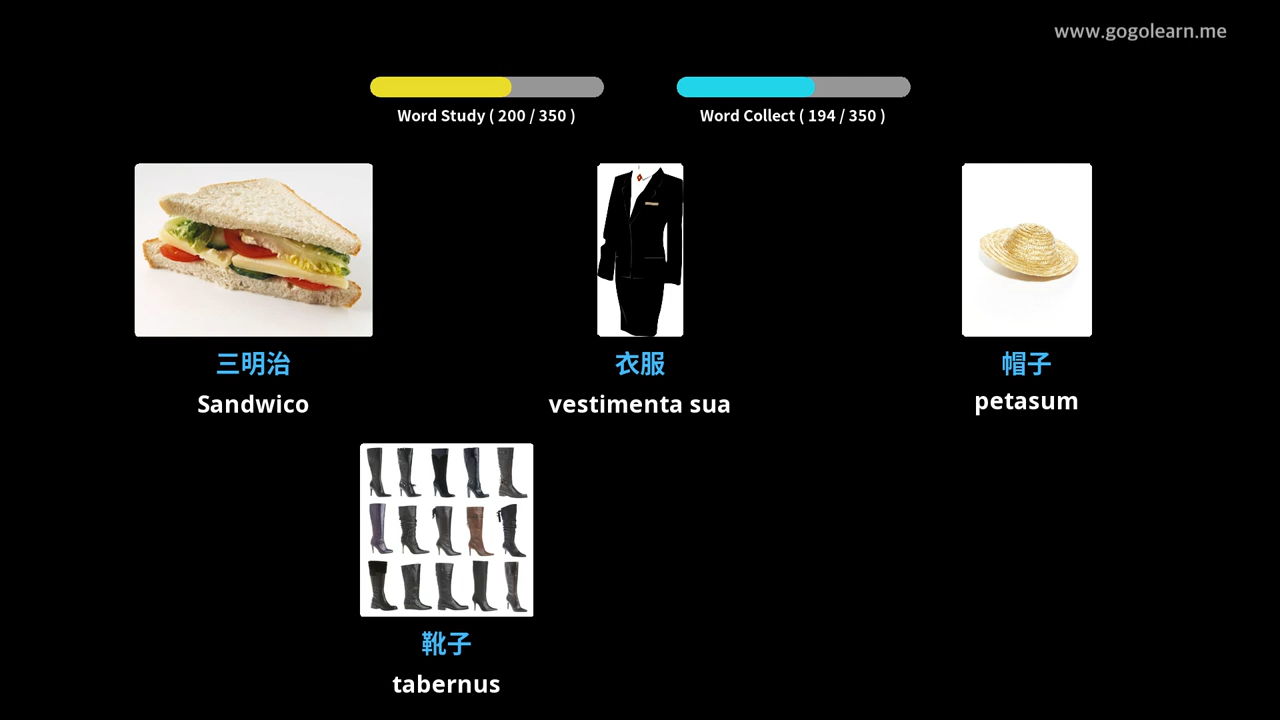 www.gogolearn.me
Word Study ( 200 / 350 )
Word Collect ( 194 / 350 )
三明治
Sandwico
衣服
vestimenta sua
帽子
petasum
靴子
tabernus